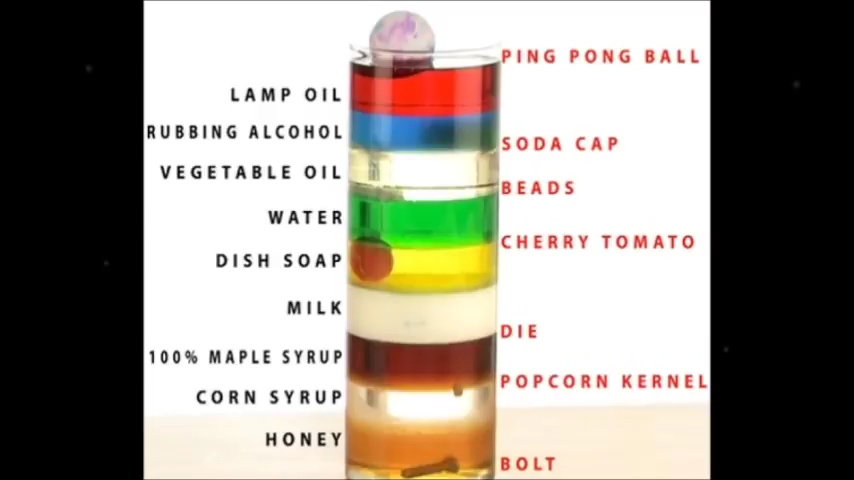 PING PONG BALL
LAMP OIL
RUBBING ALCOHOL
SODA CAP
VEGETABLE OIL
BEADS
WATER
CHERRY TOMATO
DISH SOAP
MILK
DIE
100% MAPLE SYRUP
POPCORN KERNEL
CORN SYRUP
HONEY
BOLT